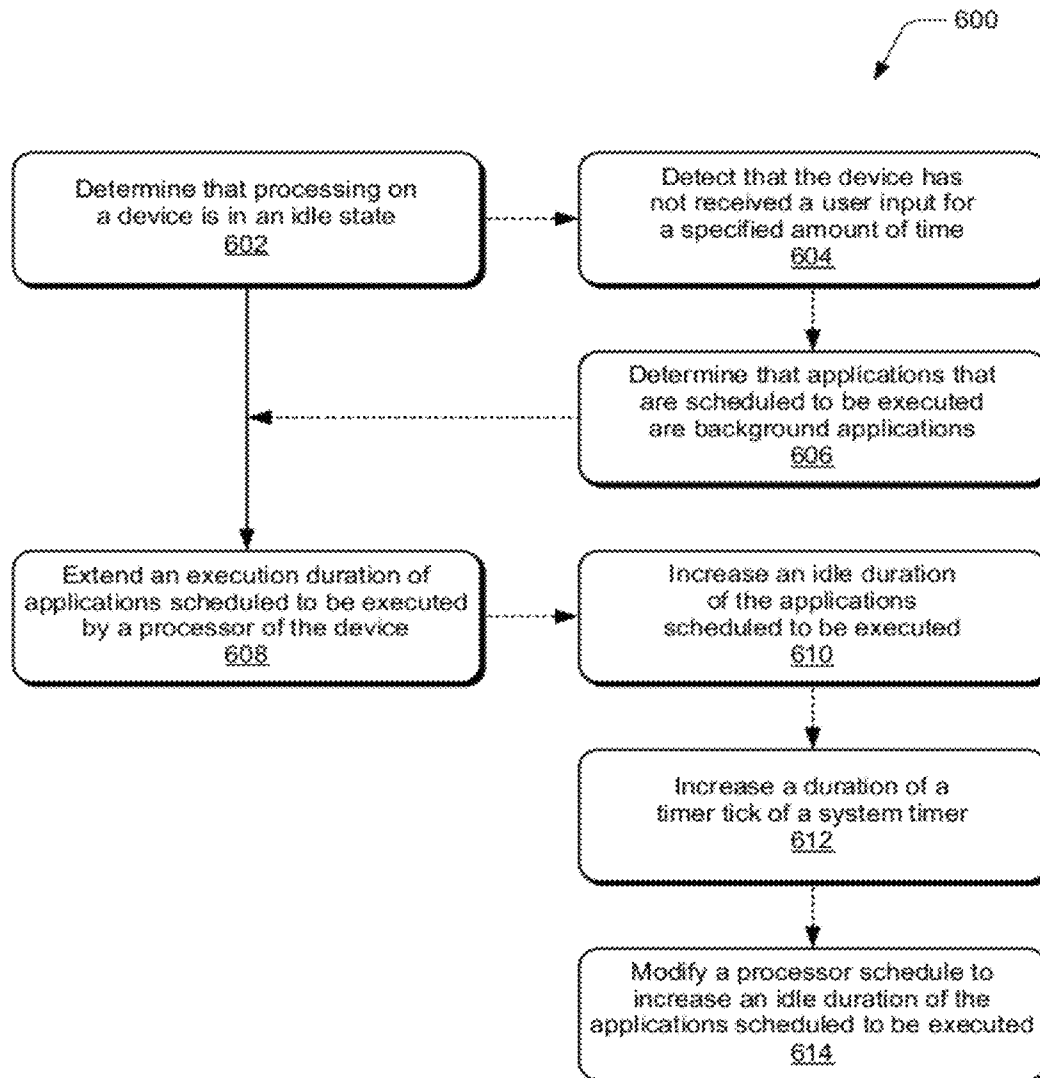 600
Determine that processing on
a device is in an idle state
602
Detect that the device has
not received a user input for
a specified amount of time
604
Determine that applications that
are scheduled to be executed
are background applications
606
Extend an execution duration of
applications scheduled to be executed
by a processor of the device
608
Increase an idle duration
of the applications
scheduled to be executed
610
Increase a duration of a
timer tick of a system timer
612
Modify a processor schedule to
increase an idle duration of the
applications scheduled to be executed
614